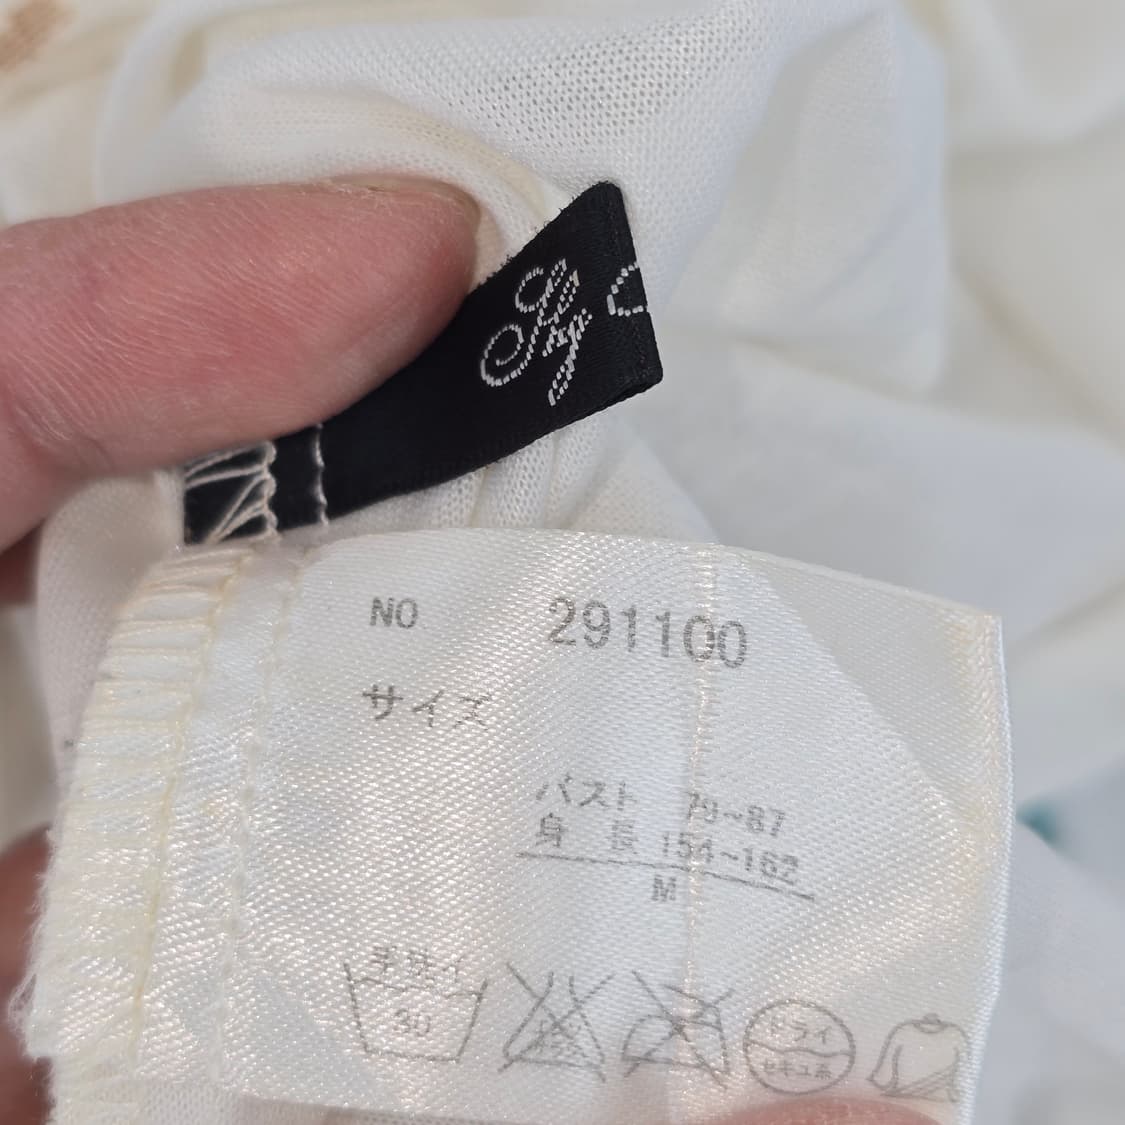 NO 291100
サイズ
バスト 79~87
身長 154~162
M
手洗イ
30
ドライ
セキユ系